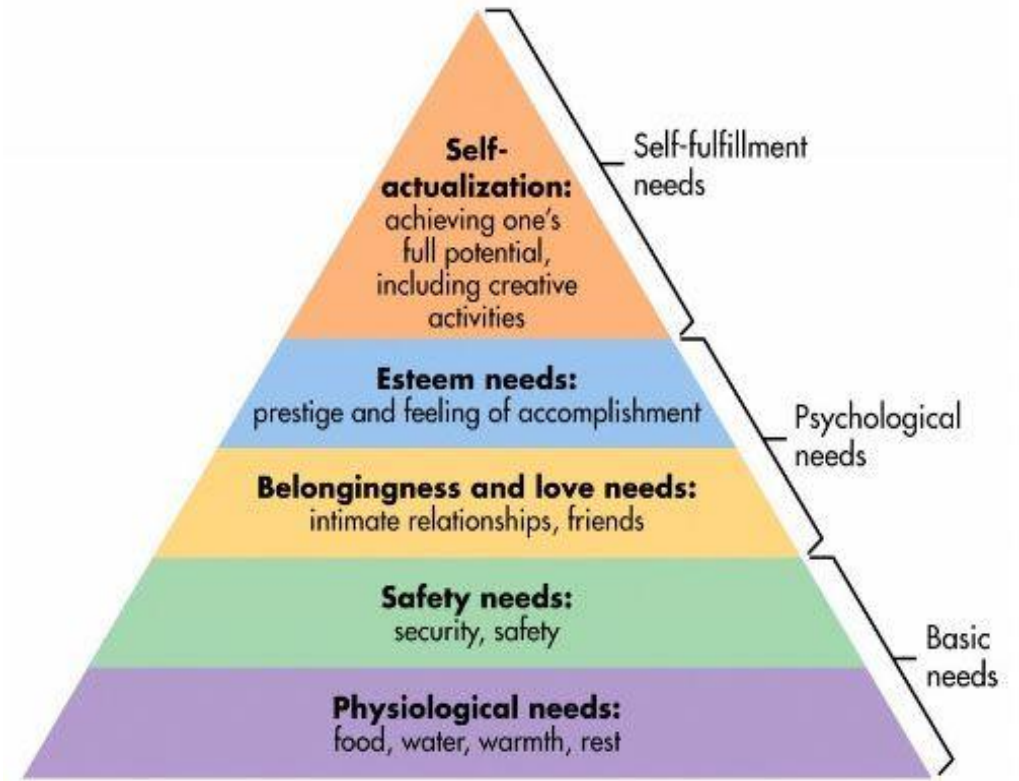 Self-
actualization:
achieving one's
full potential,
including creative
activities
Self-fulfillment
needs
Esteem needs:
prestige and feeling of accomplishment
Psychological
needs
Belongingness and love needs:
intimate relationships, friends
Safety needs:
security, safety
Basic
needs
Physiological needs:
food, water, warmth, rest